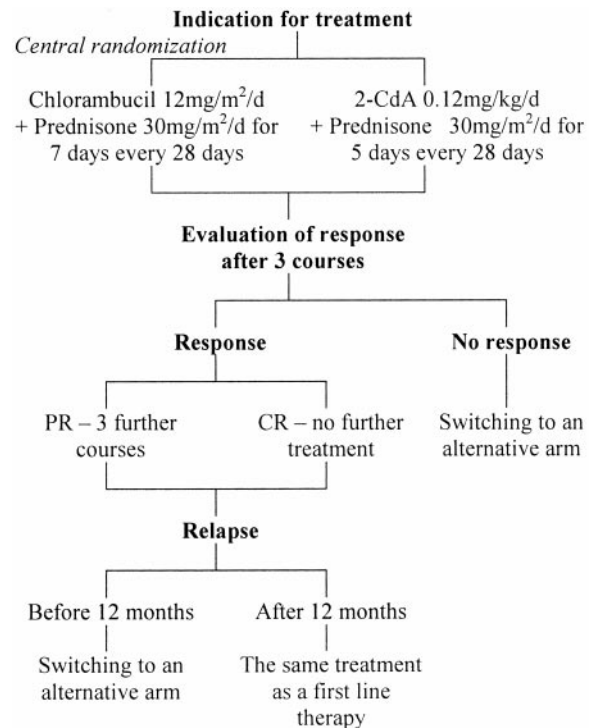 Indication for treatment
Central randomization
Chlorambucil 12mg/m²/d
+ Prednisone 30mg/m²/d for
7 days every 28 days
2-CdA 0.12mg/kg/d
+ Prednisone 30mg/m²/d for
5 days every 28 days
Evaluation of response
after 3 courses
Response
No response
PR – 3 further
courses
CR – no further
treatment
Switching to an
alternative arm
Relapse
Before 12 months
After 12 months
Switching to an
alternative arm
The same treatment
as a first line
therapy